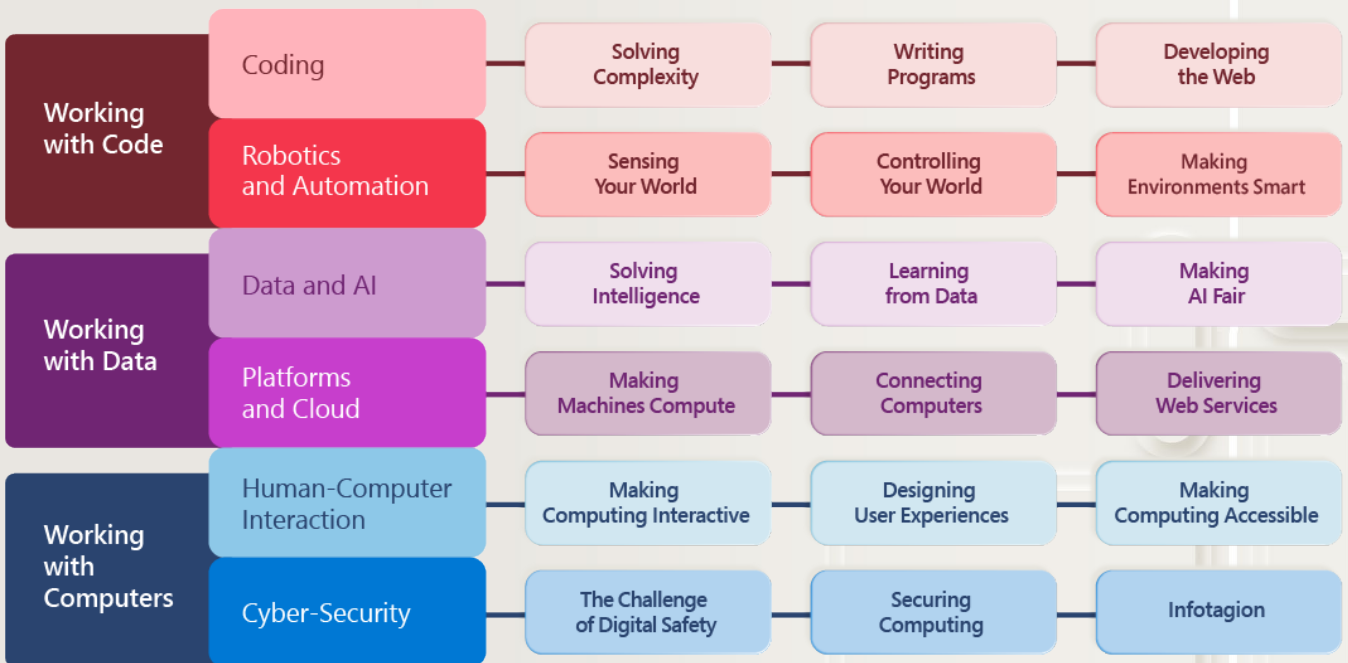 Working
with Code
Coding
Solving
Complexity
Writing
Programs
Developing
the Web
Robotics
and Automation
Sensing
Your World
Controlling
Your World
Making
Environments Smart
Working
with Data
Data and AI
Solving
Intelligence
Learning
from Data
Making
AI Fair
Platforms
and Cloud
Making
Machines Compute
Connecting
Computers
Delivering
Web Services
Working
with
Computers
Human-Computer
Interaction
Making
Computing Interactive
Designing
User Experiences
Making
Computing Accessible
Cyber-Security
The Challenge
of Digital Safety
Securing
Computing
Infotagion